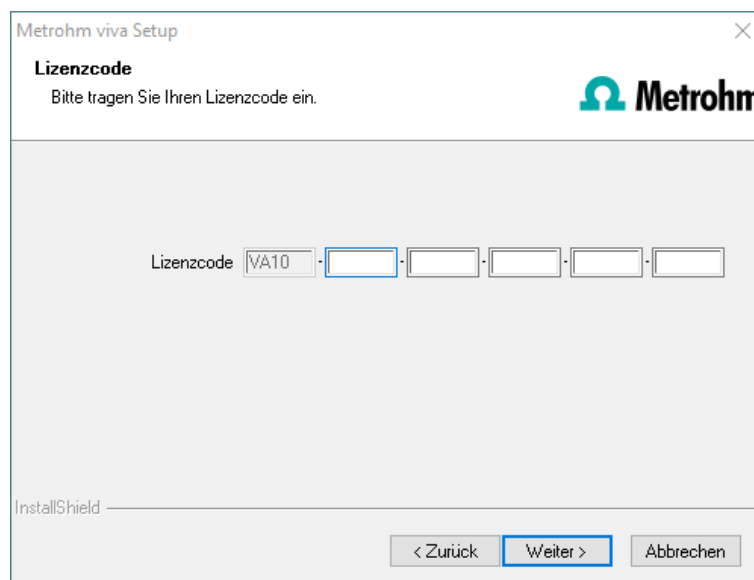 Metrohm viva Setup
Lizenzcode
Bitte tragen Sie Ihren Lizenzcode ein.
Metrohm
Lizenzcode VA10 - - - - -
InstallShield
< Zurück Weiter > Abbrechen